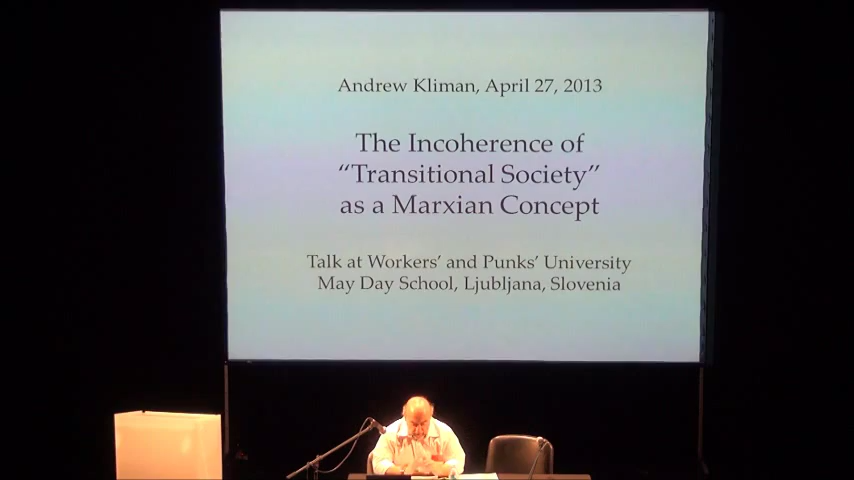 Andrew Kliman, April 27, 2013
The Incoherence of
“Transitional Society”
as a Marxian Concept
Talk at Workers’ and Punks’ University
May Day School, Ljubljana, Slovenia